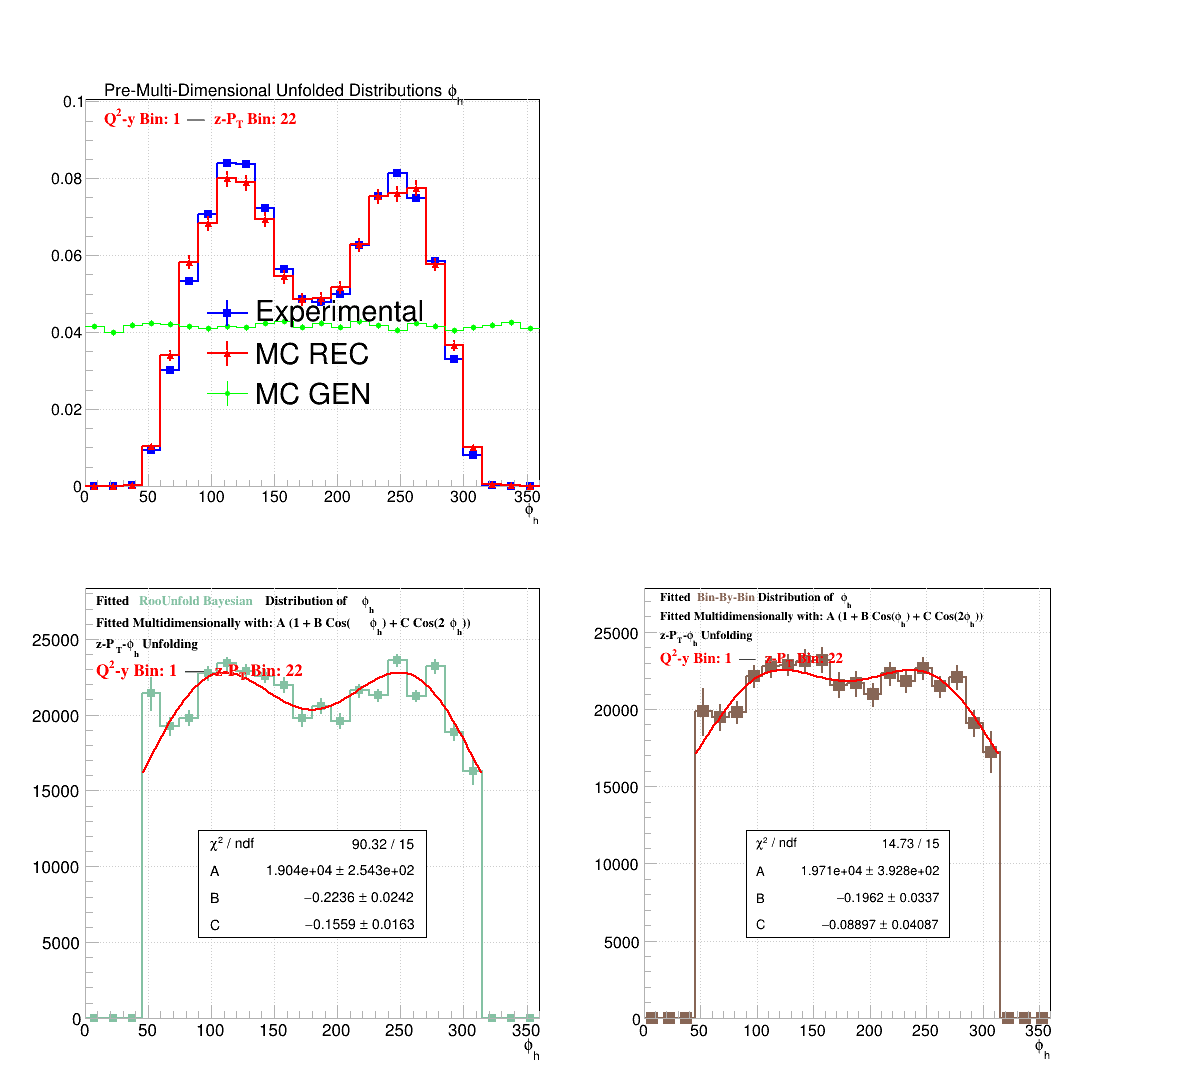 Pre-Multi-Dimensional Unfolded Distributions ϕh
Q²-y Bin: 1 — z-PT Bin: 22
0.1
0.08
0.06
0.04
0.02
0
Experimental
MC REC
MC GEN
0 50 100 150 200 250 300 350
ϕh
Fitted RooUnfold Bayesian Distribution of ϕh
Fitted Multidimensionally with: A (1 + B Cos( ϕh) + C Cos(2 ϕh))
z-PT-ϕh Unfolding
Q²-y Bin: 1 — z-PT Bin: 22
25000
20000
15000
10000
5000
0
χ² / ndf 90.32 / 15
A 1.904e+04 ± 2.543e+02
B −0.2236 ± 0.0242
C −0.1559 ± 0.0163
0 50 100 150 200 250 300 350
ϕh
Fitted Bin-By-Bin Distribution of ϕh
Fitted Multidimensionally with: A (1 + B Cos(ϕh) + C Cos(2ϕh))
z-PT-ϕh Unfolding
Q²-y Bin: 1 — z-PT Bin: 22
25000
20000
15000
10000
5000
0
χ² / ndf 14.73 / 15
A 1.971e+04 ± 3.928e+02
B −0.1962 ± 0.0337
C −0.08897 ± 0.04087
0 50 100 150 200 250 300 350
ϕh